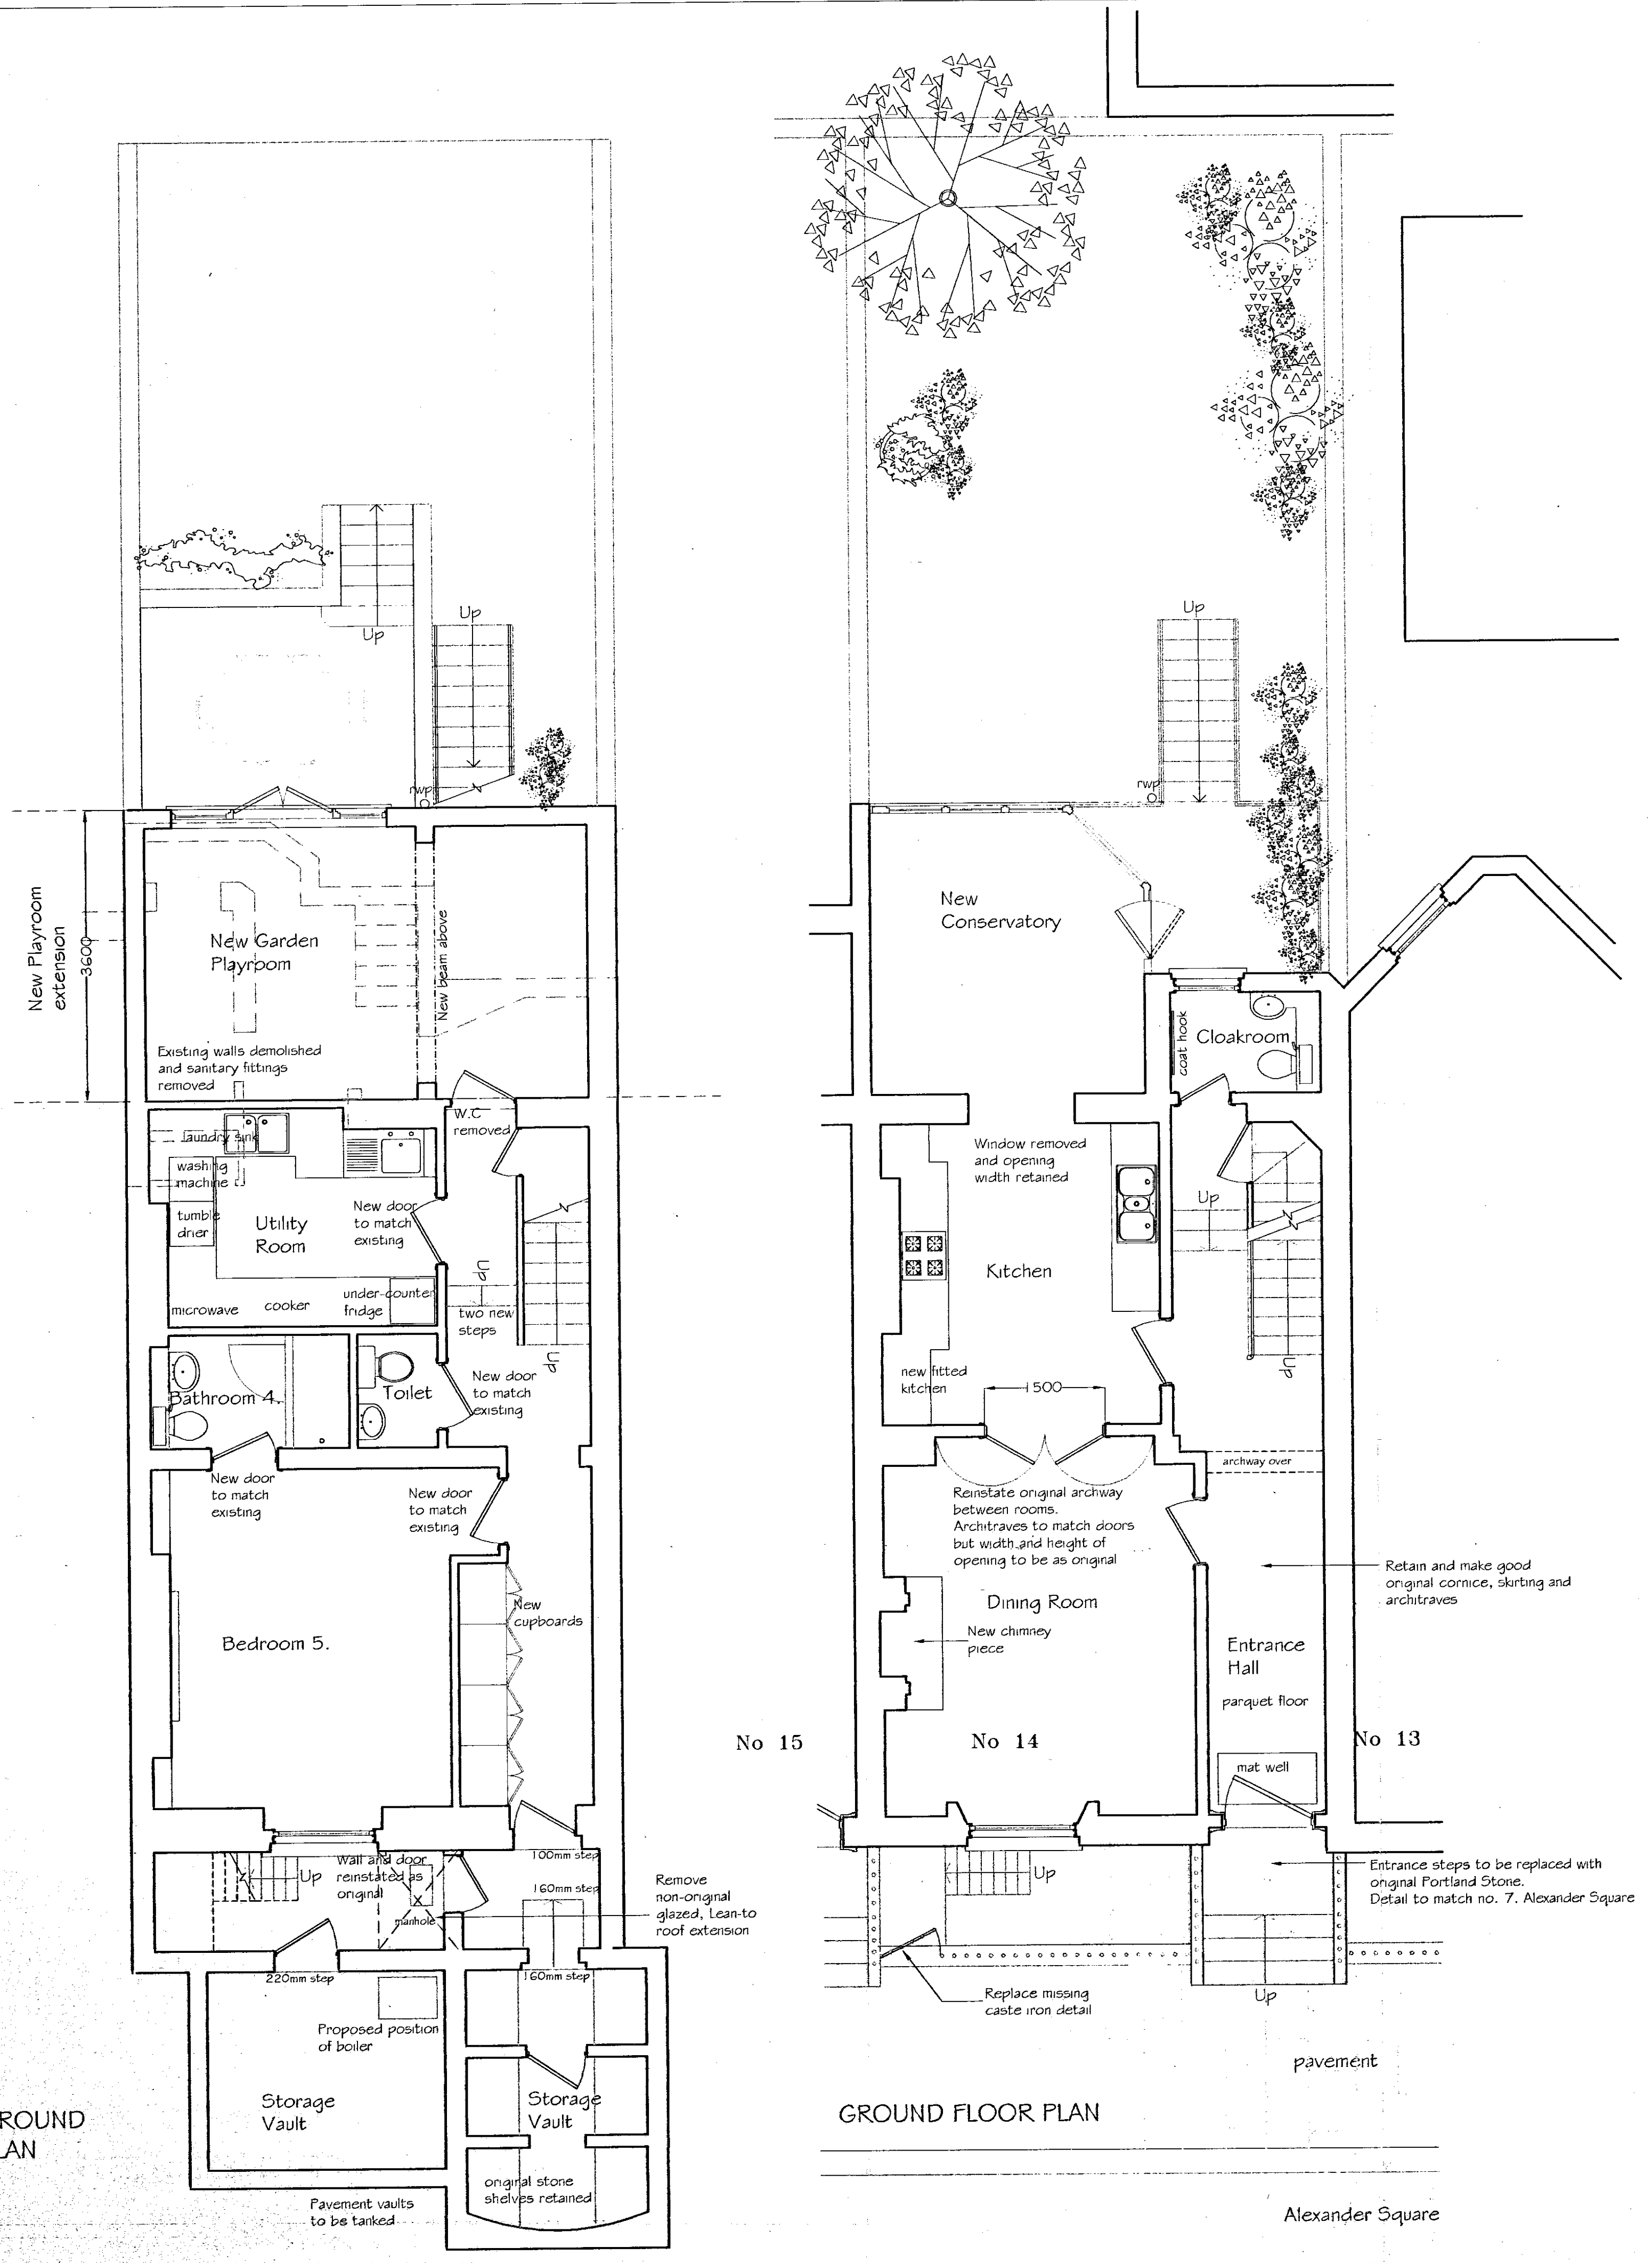 Up
Up
rwp
New Playroom
extension
3600
New Garden
Playroom
New beam above
Existing walls demolished
and sanitary fittings
removed
W.C
removed
laundry sink
washing
machine
tumble
drier
Utility
Room
New door
to match
existing
Up
two new
steps
microwave
cooker
under-counter
fridge
Up
Bathroom 4.
Toilet
New door
to match
existing
New door
to match
existing
New door
to match
existing
New
cupboards
Bedroom 5.
Up
Wall and door
reinstated as
original
manhole
100mm step
160mm step
Remove
non-original
glazed, Lean-to
roof extension
220mm step
160mm step
Proposed position
of boiler
Storage
Vault
Storage
Vault
original stone
shelves retained
Pavement vaults
to be tanked
ROUND
AN
Up
rwp
New
Conservatory
coat hook
Cloakroom
Window removed
and opening
width retained
Up
Kitchen
new fitted
kitchen
1500
Up
archway over
Reinstate original archway
between rooms.
Architraves to match doors
but width and height of
opening to be as original
Retain and make good
original cornice, skirting and
architraves
Dining Room
New chimney
piece
Entrance
Hall
parquet floor
No 15
No 14
No 13
mat well
Up
Entrance steps to be replaced with
original Portland Stone.
Detail to match no. 7. Alexander Square
Replace missing
caste iron detail
Up
pavement
GROUND FLOOR PLAN
Alexander Square